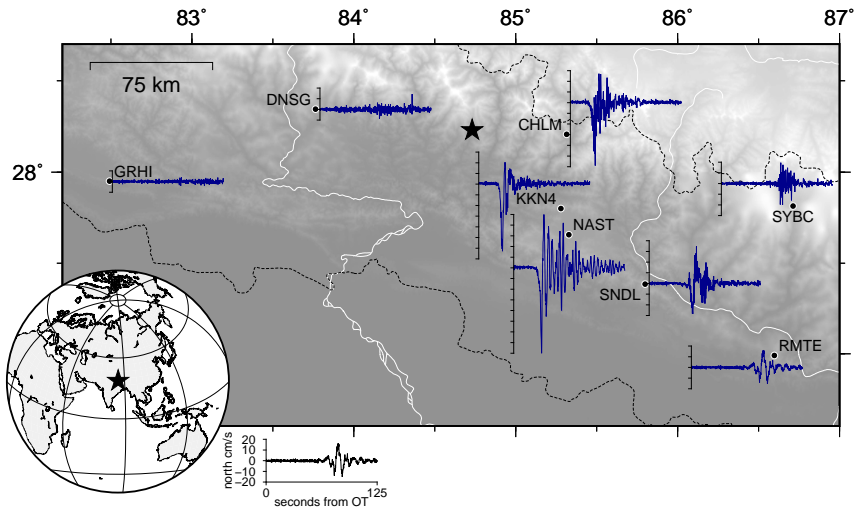 83˚ 84˚ 85˚ 86˚ 87˚
75 km
DNSG
CHLM
28˚
GRHI
KKN4
NAST
SYBC
SNDL
RMTE
north cm/s
20
10
0
−10
−20
0 125
seconds from OT